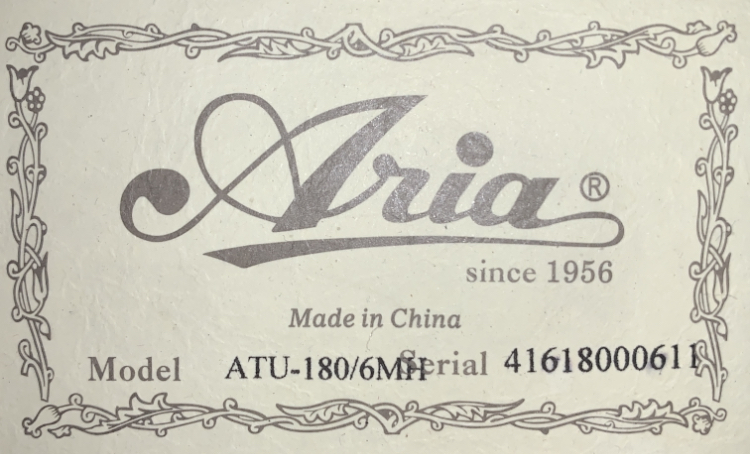 Aria®
since 1956
Made in China
Model ATU-180/6MH Serial 41618000611